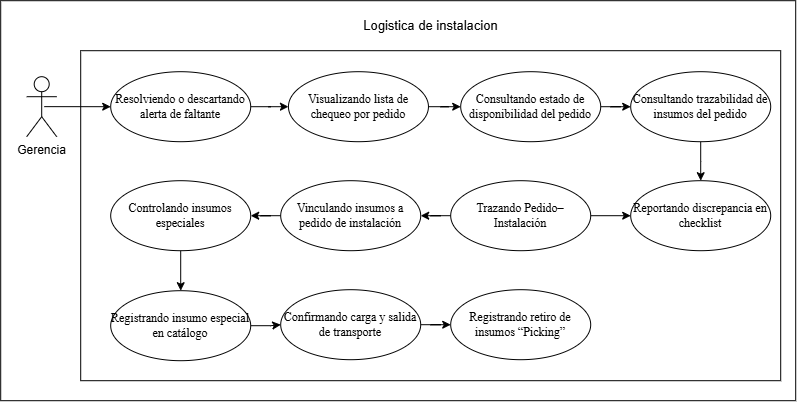 Logistica de instalacion
Resolviendo o descartando
alerta de faltante
Visualizando lista de
chequeo por pedido
Consultando estado de
disponibilidad del pedido
Consultando trazabilidad de
insumos del pedido
Gerencia
Controlando insumos
especiales
Vinculando insumos a
pedido de instalación
Trazando Pedido–
Instalación
Reportando discrepancia en
checklist
Registrando insumo especial
en catálogo
Confirmando carga y salida
de transporte
Registrando retiro de
insumos “Picking”